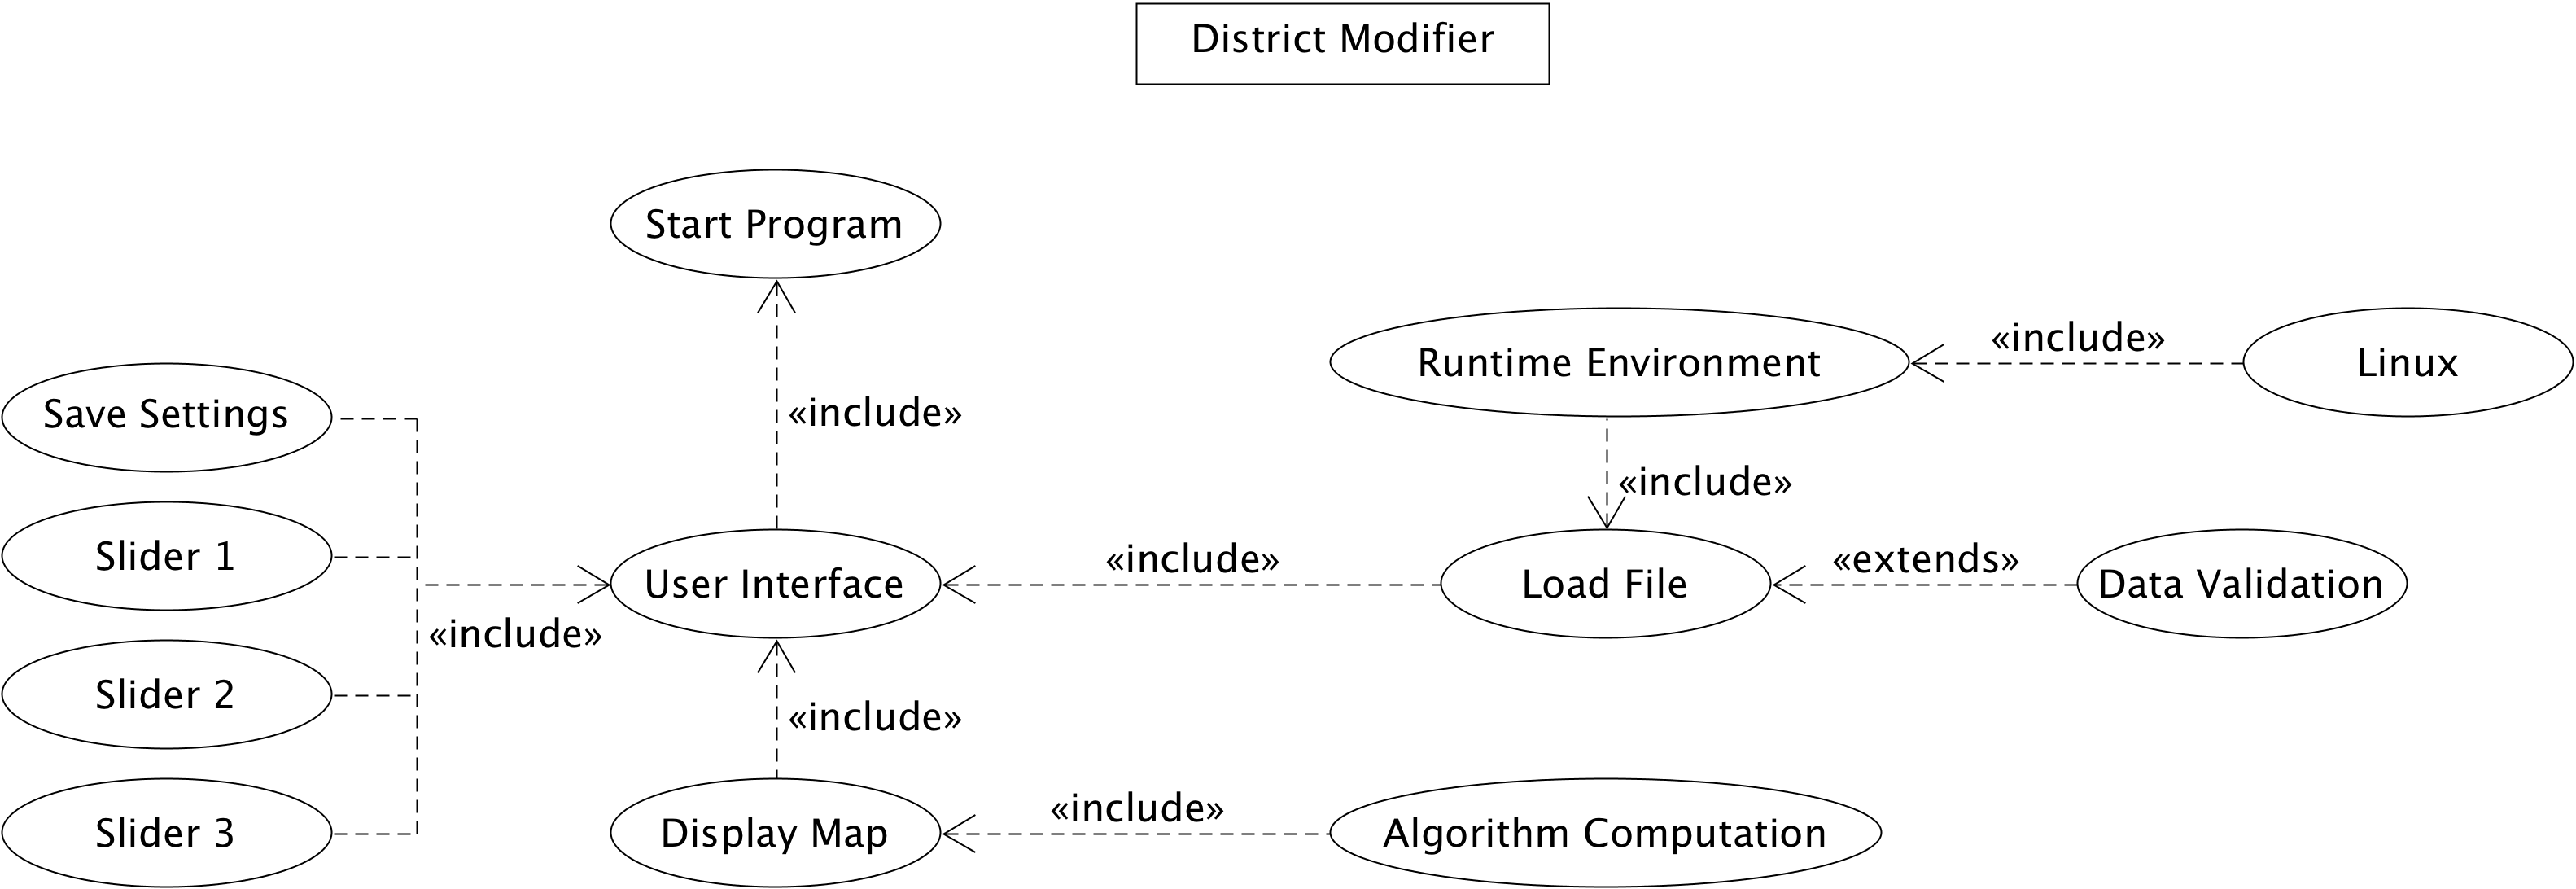 District Modifier
Start Program
«include»
Runtime Environment
«include»
Linux
Save Settings
«include»
Slider 1
User Interface
«include»
Load File
«extends»
Data Validation
«include»
Slider 2
«include»
Slider 3
Display Map
«include»
Algorithm Computation